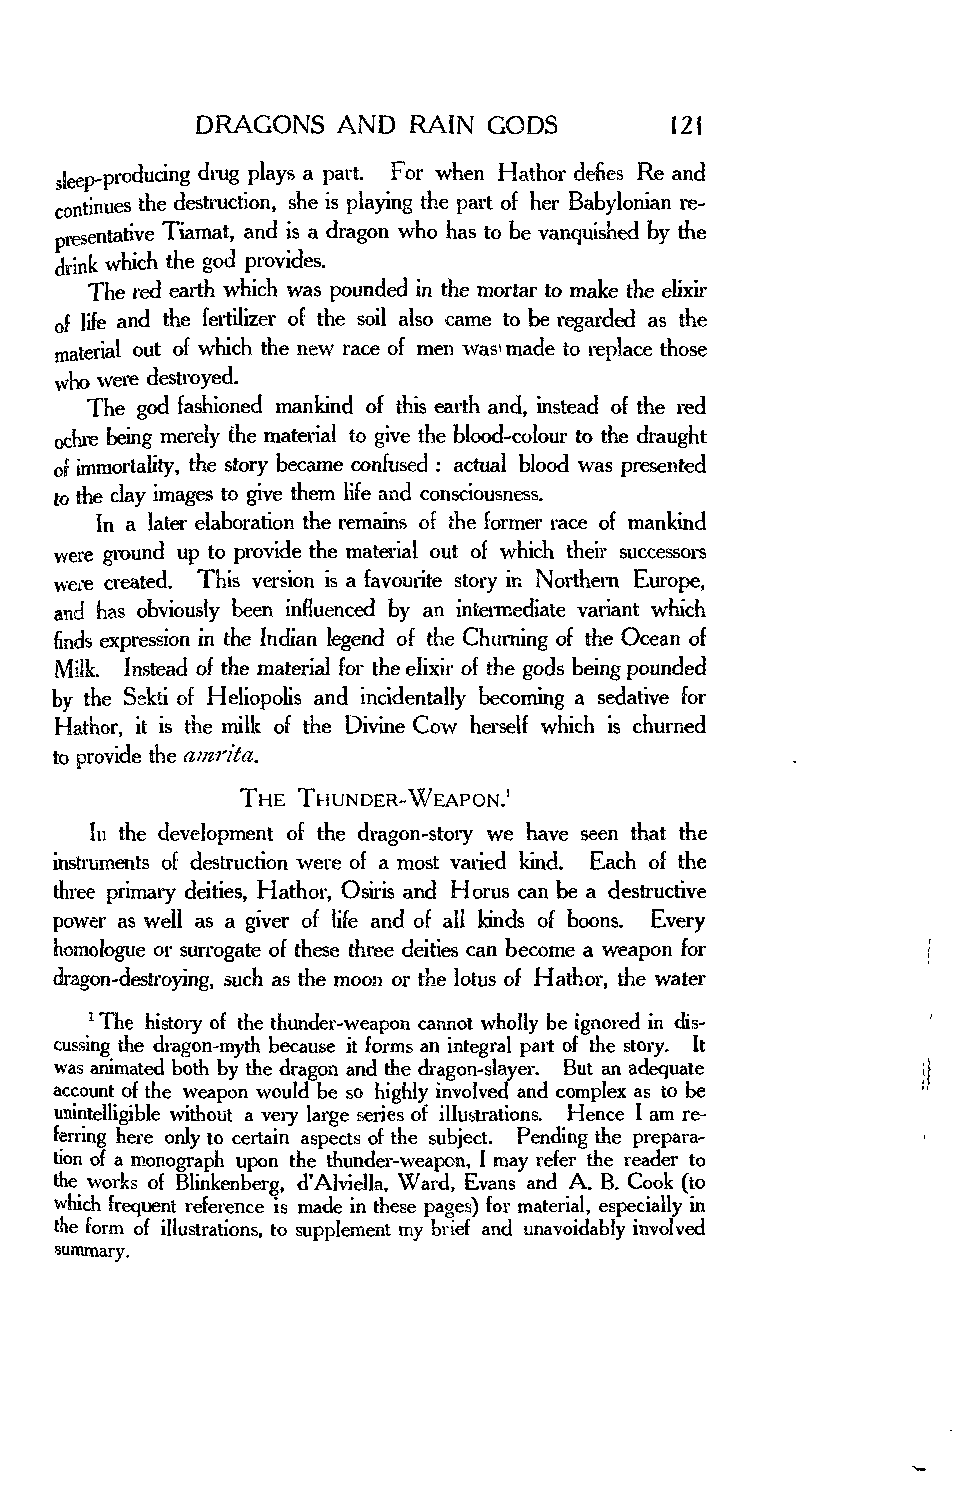 DRAGONS AND RAIN GODS 121
sleep-producing drug plays a part. For when Hathor defies Re and
continues the destruction, she is playing the part of her Babylonian re-
presentative Tiamat, and is a dragon who has to be vanquished by the
drink which the god provides.
The red earth which was pounded in the mortar to make the elixir
of life and the fertilizer of the soil also came to be regarded as the
material out of which the new race of men was made to replace those
who were destroyed.
The god fashioned mankind of this earth and, instead of the red
ochre being merely the material to give the blood-colour to the draught
of immortality, the story became confused : actual blood was presented
to the clay images to give them life and consciousness.
In a later elaboration the remains of the former race of mankind
were ground up to provide the material out of which their successors
were created. This version is a favourite story in Northern Europe,
and has obviously been influenced by an intermediate variant which
finds expression in the Indian legend of the Churning of the Ocean of
Milk. Instead of the material for the elixir of the gods being pounded
by the Sekti of Heliopolis and incidentally becoming a sedative for
Hathor, it is the milk of the Divine Cow herself which is churned
to provide the amrita.
THE THUNDER-WEAPON.¹
In the development of the dragon-story we have seen that the
instruments of destruction were of a most varied kind. Each of the
three primary deities, Hathor, Osiris and Horus can be a destructive
power as well as a giver of life and of all kinds of boons. Every
homologue or surrogate of these three deities can become a weapon for
dragon-destroying, such as the moon or the lotus of Hathor, the water
¹ The history of the thunder-weapon cannot wholly be ignored in dis-
cussing the dragon-myth because it forms an integral part of the story. It
was animated both by the dragon and the dragon-slayer. But an adequate
account of the weapon would be so highly involved and complex as to be
unintelligible without a very large series of illustrations. Hence I am re-
ferring here only to certain aspects of the subject. Pending the prepara-
tion of a monograph upon the thunder-weapon, I may refer the reader to
the works of Blinkenberg, d'Alviella, Ward, Evans and A. B. Cook (to
which frequent reference is made in these pages) for material, especially in
the form of illustrations, to supplement my brief and unavoidably involved
summary.